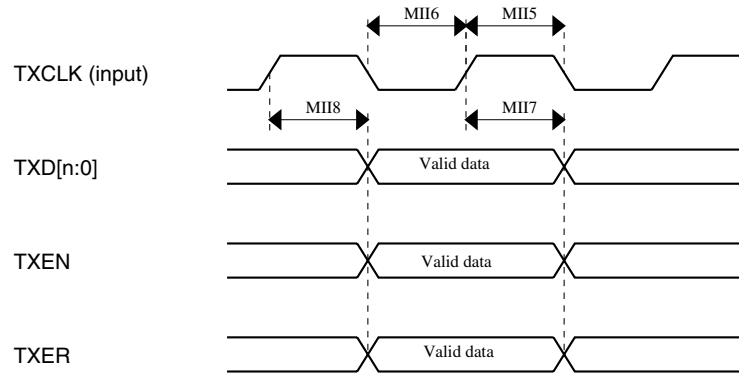 MII6 MII5
TXCLK (input)
MII8 MII7
TXD[n:0] Valid data
TXEN Valid data
TXER Valid data